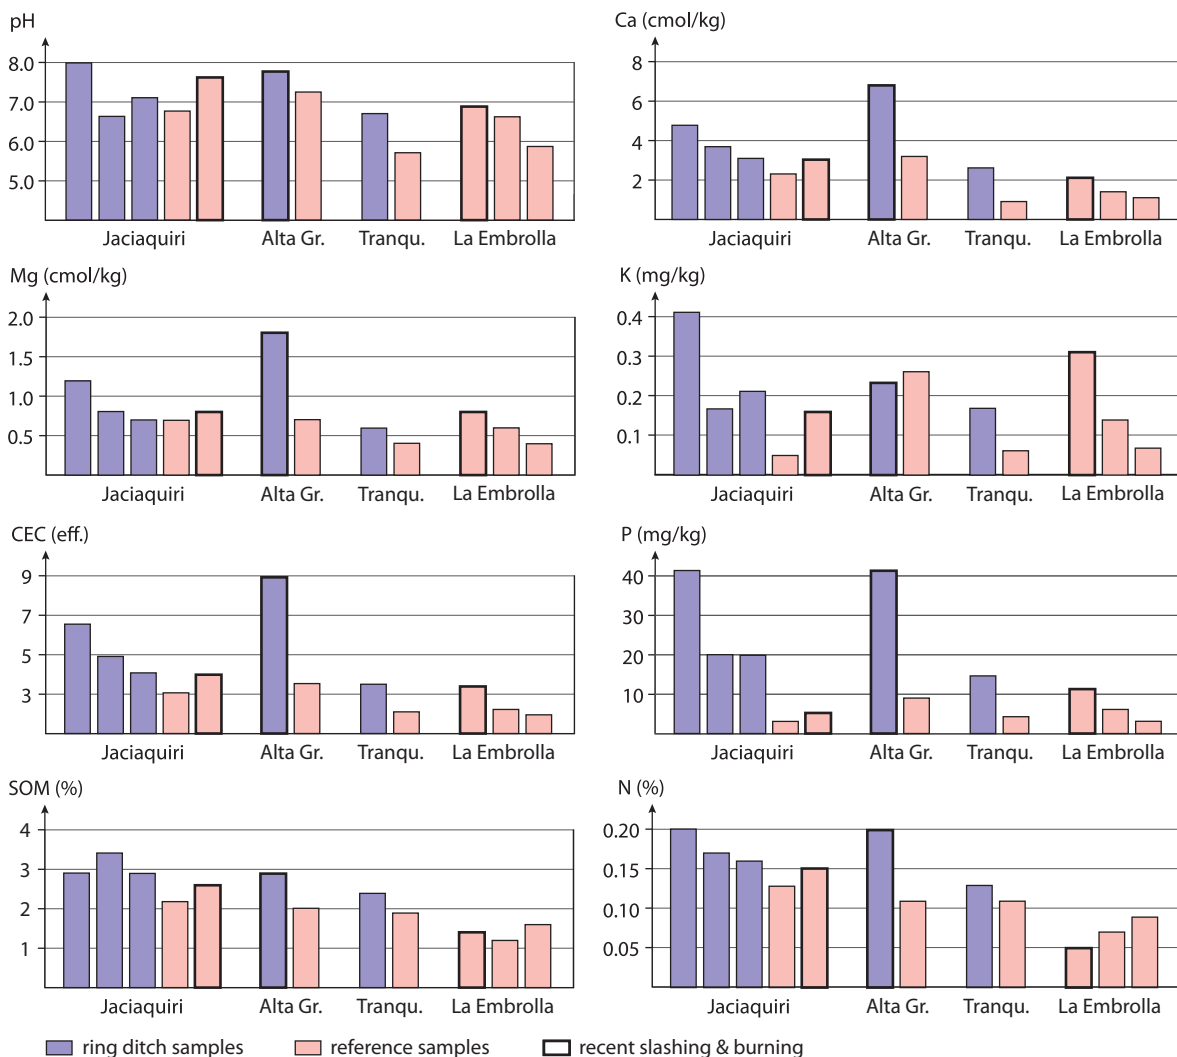 pH
8.0
7.0
6.0
5.0
Jaciaquiri Alta Gr. Tranqu. La Embrolla
Ca (cmol/kg)
8
6
4
2
Jaciaquiri Alta Gr. Tranqu. La Embrolla
Mg (cmol/kg)
2.0
1.5
1.0
0.5
Jaciaquiri Alta Gr. Tranqu. La Embrolla
K (mg/kg)
0.4
0.3
0.2
0.1
Jaciaquiri Alta Gr. Tranqu. La Embrolla
CEC (eff.)
9
7
5
3
Jaciaquiri Alta Gr. Tranqu. La Embrolla
P (mg/kg)
40
30
20
10
Jaciaquiri Alta Gr. Tranqu. La Embrolla
SOM (%)
4
3
2
1
Jaciaquiri Alta Gr. Tranqu. La Embrolla
N (%)
0.20
0.15
0.10
0.05
Jaciaquiri Alta Gr. Tranqu. La Embrolla
ring ditch samples reference samples recent slashing & burning